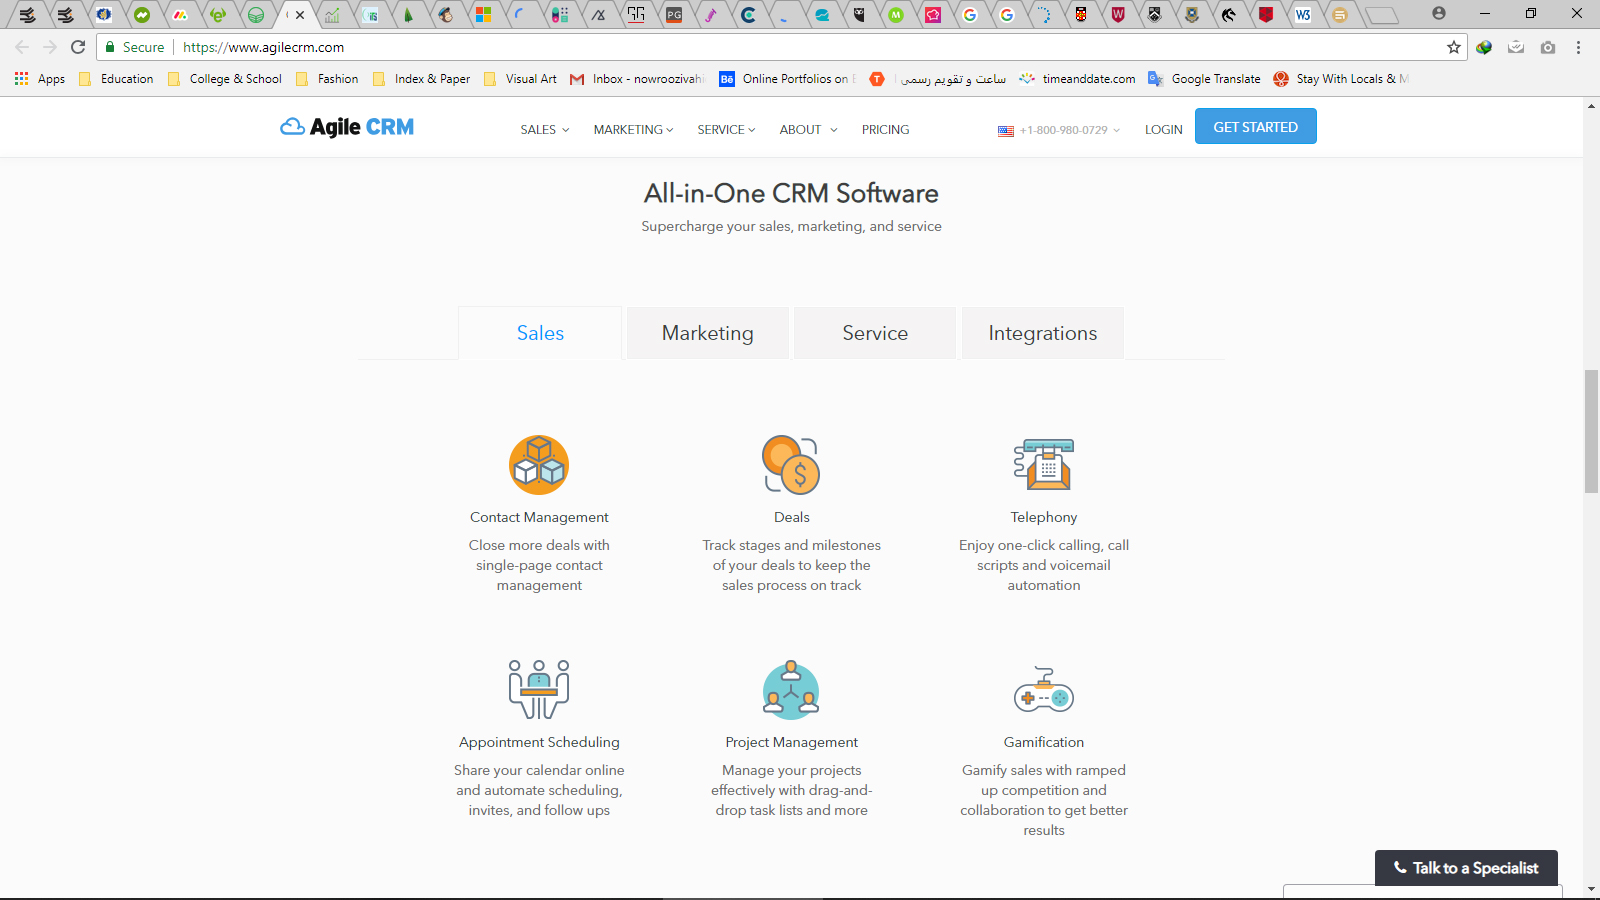 Secure https://www.agilecrm.com
Apps Education College & School Fashion Index & Paper Visual Art Inbox - nowroozivahi Online Portfolios on ساعت و تقویم رسمی timeanddate.com Google Translate Stay With Locals & M
Agile CRM SALES MARKETING SERVICE ABOUT PRICING +1-800-980-0729 LOGIN GET STARTED
All-in-One CRM Software
Supercharge your sales, marketing, and service
Sales Marketing Service Integrations
Contact Management Deals Telephony
Close more deals with
single-page contact
management
Track stages and milestones
of your deals to keep the
sales process on track
Enjoy one-click calling, call
scripts and voicemail
automation
Appointment Scheduling Project Management Gamification
Share your calendar online
and automate scheduling,
invites, and follow ups
Manage your projects
effectively with drag-and-
drop task lists and more
Gamify sales with ramped
up competition and
collaboration to get better
results
Talk to a Specialist